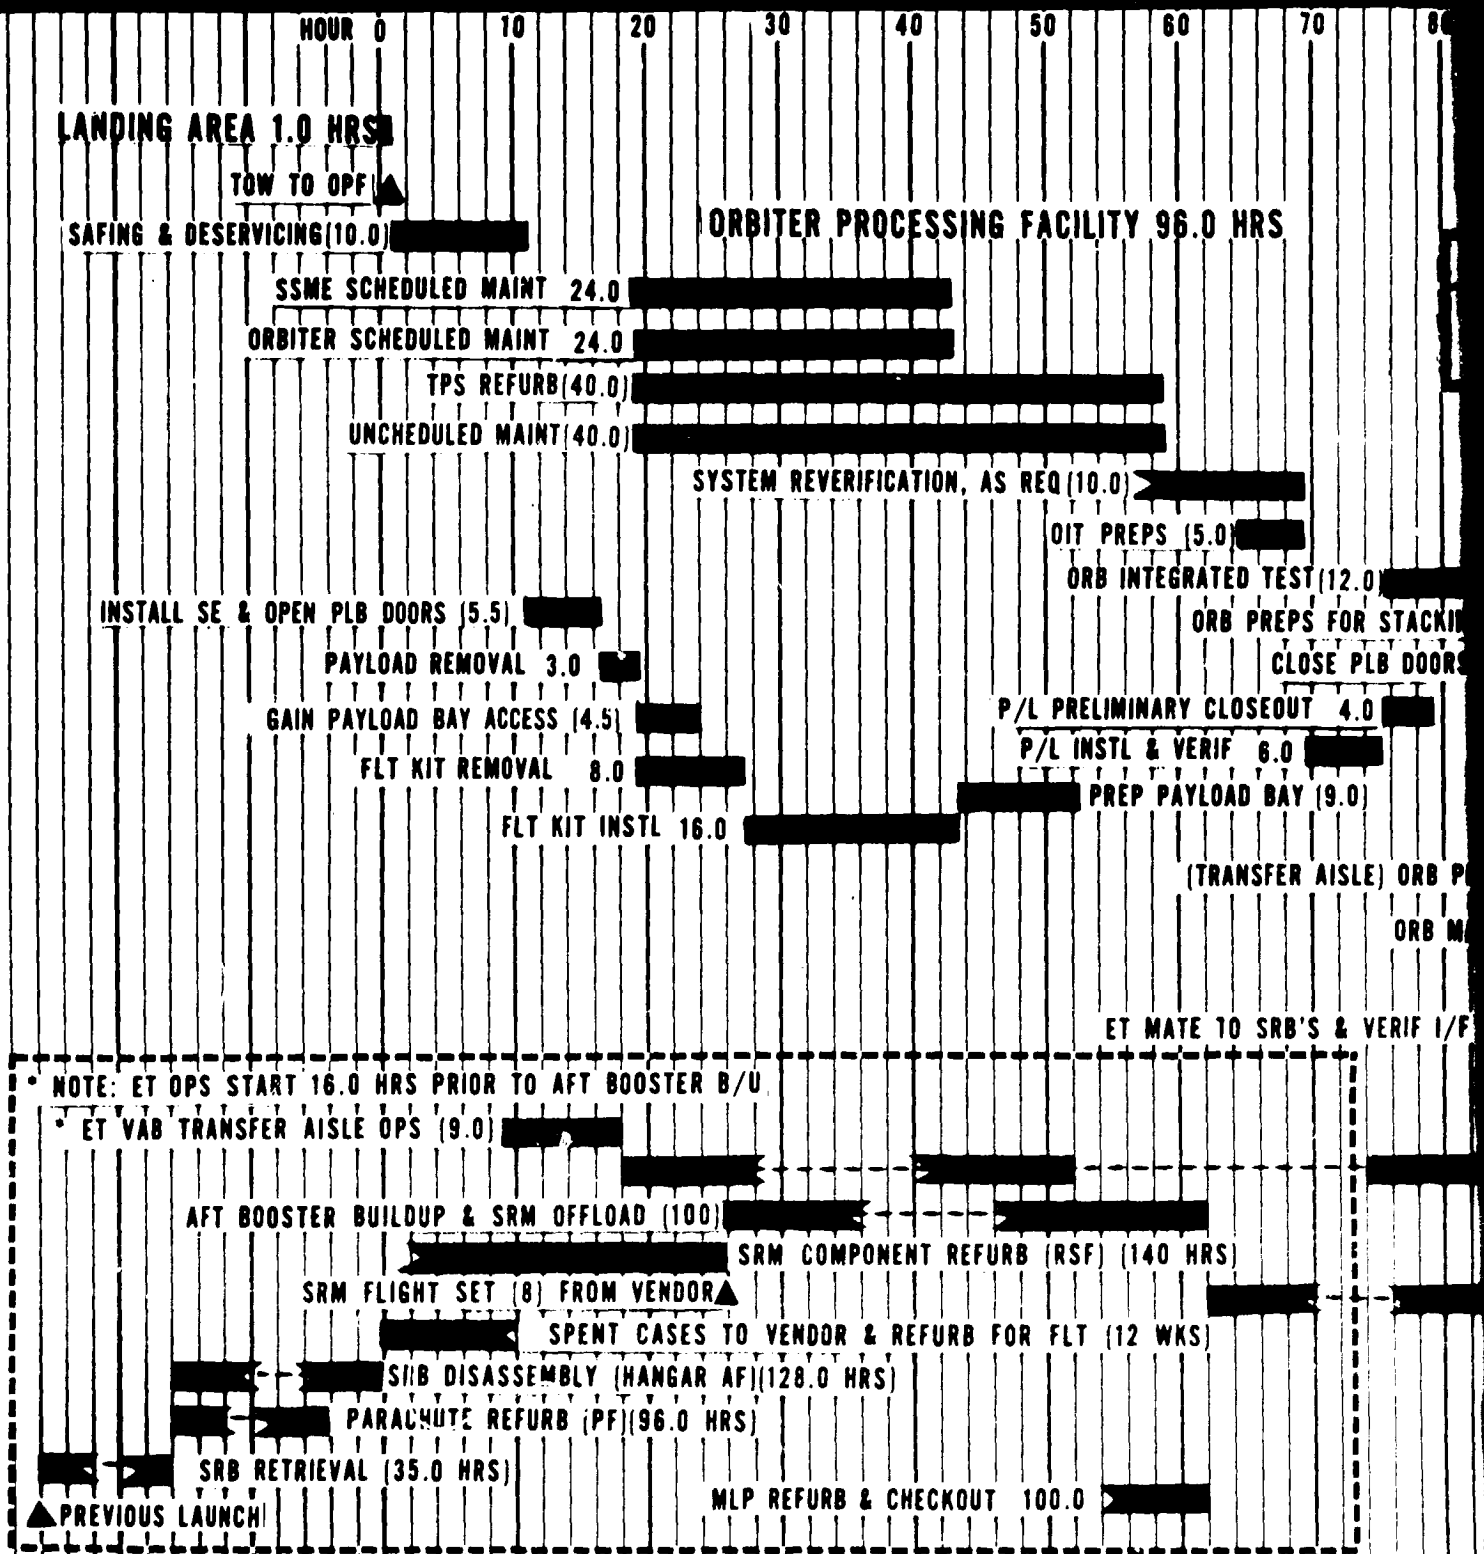 HOUR 0 10 20 30 40 50 60 70 80
LANDING AREA 1.0 HRS
TOW TO OPF
ORBITER PROCESSING FACILITY 96.0 HRS
SAFING & DESERVICING(10.0)
SSME SCHEDULED MAINT 24.0
ORBITER SCHEDULED MAINT 24.0
TPS REFURB(40.0)
UNCHEDULED MAINT(40.0)
SYSTEM REVERIFICATION, AS REQ(10.0)
OIT PREPS (5.0)
ORB INTEGRATED TEST(12.0)
INSTALL SE & OPEN PLB DOORS (5.5)
ORB PREPS FOR
PAYLOAD REMOVAL 3.0
CLOSE PLB DOORS
GAIN PAYLOAD BAY ACCESS (4.5)
P/L PRELIMINARY CLOSEOUT 4.0
P/L INSTL & VERIF 6.0
FLT KIT REMOVAL 8.0
PREP PAYLOAD BAY (9.0)
FLT KIT INSTL 16.0
(TRANSFER AISLE) ORB
ORB
ET MATE TO SRB'S & VERIF I/F
* NOTE: ET OPS START 16.0 HRS PRIOR TO AFT BOOSTER B/U
* ET VAB TRANSFER AISLE OPS (9.0)
AFT BOOSTER BUILDUP & SRM OFFLOAD (100)
SRM COMPONENT REFURB (RSF) (140 HRS)
SRM FLIGHT SET (8) FROM VENDOR
SPENT CASES TO VENDOR & REFURB FOR FLT (12 WKS)
SRB DISASSEMBLY (HANGAR AF)(128.0 HRS)
PARACHUTE REFURB (PF)(96.0 HRS)
SRB RETRIEVAL (35.0 HRS)
MLP REFURB & CHECKOUT 100.0
PREVIOUS LAUNCH